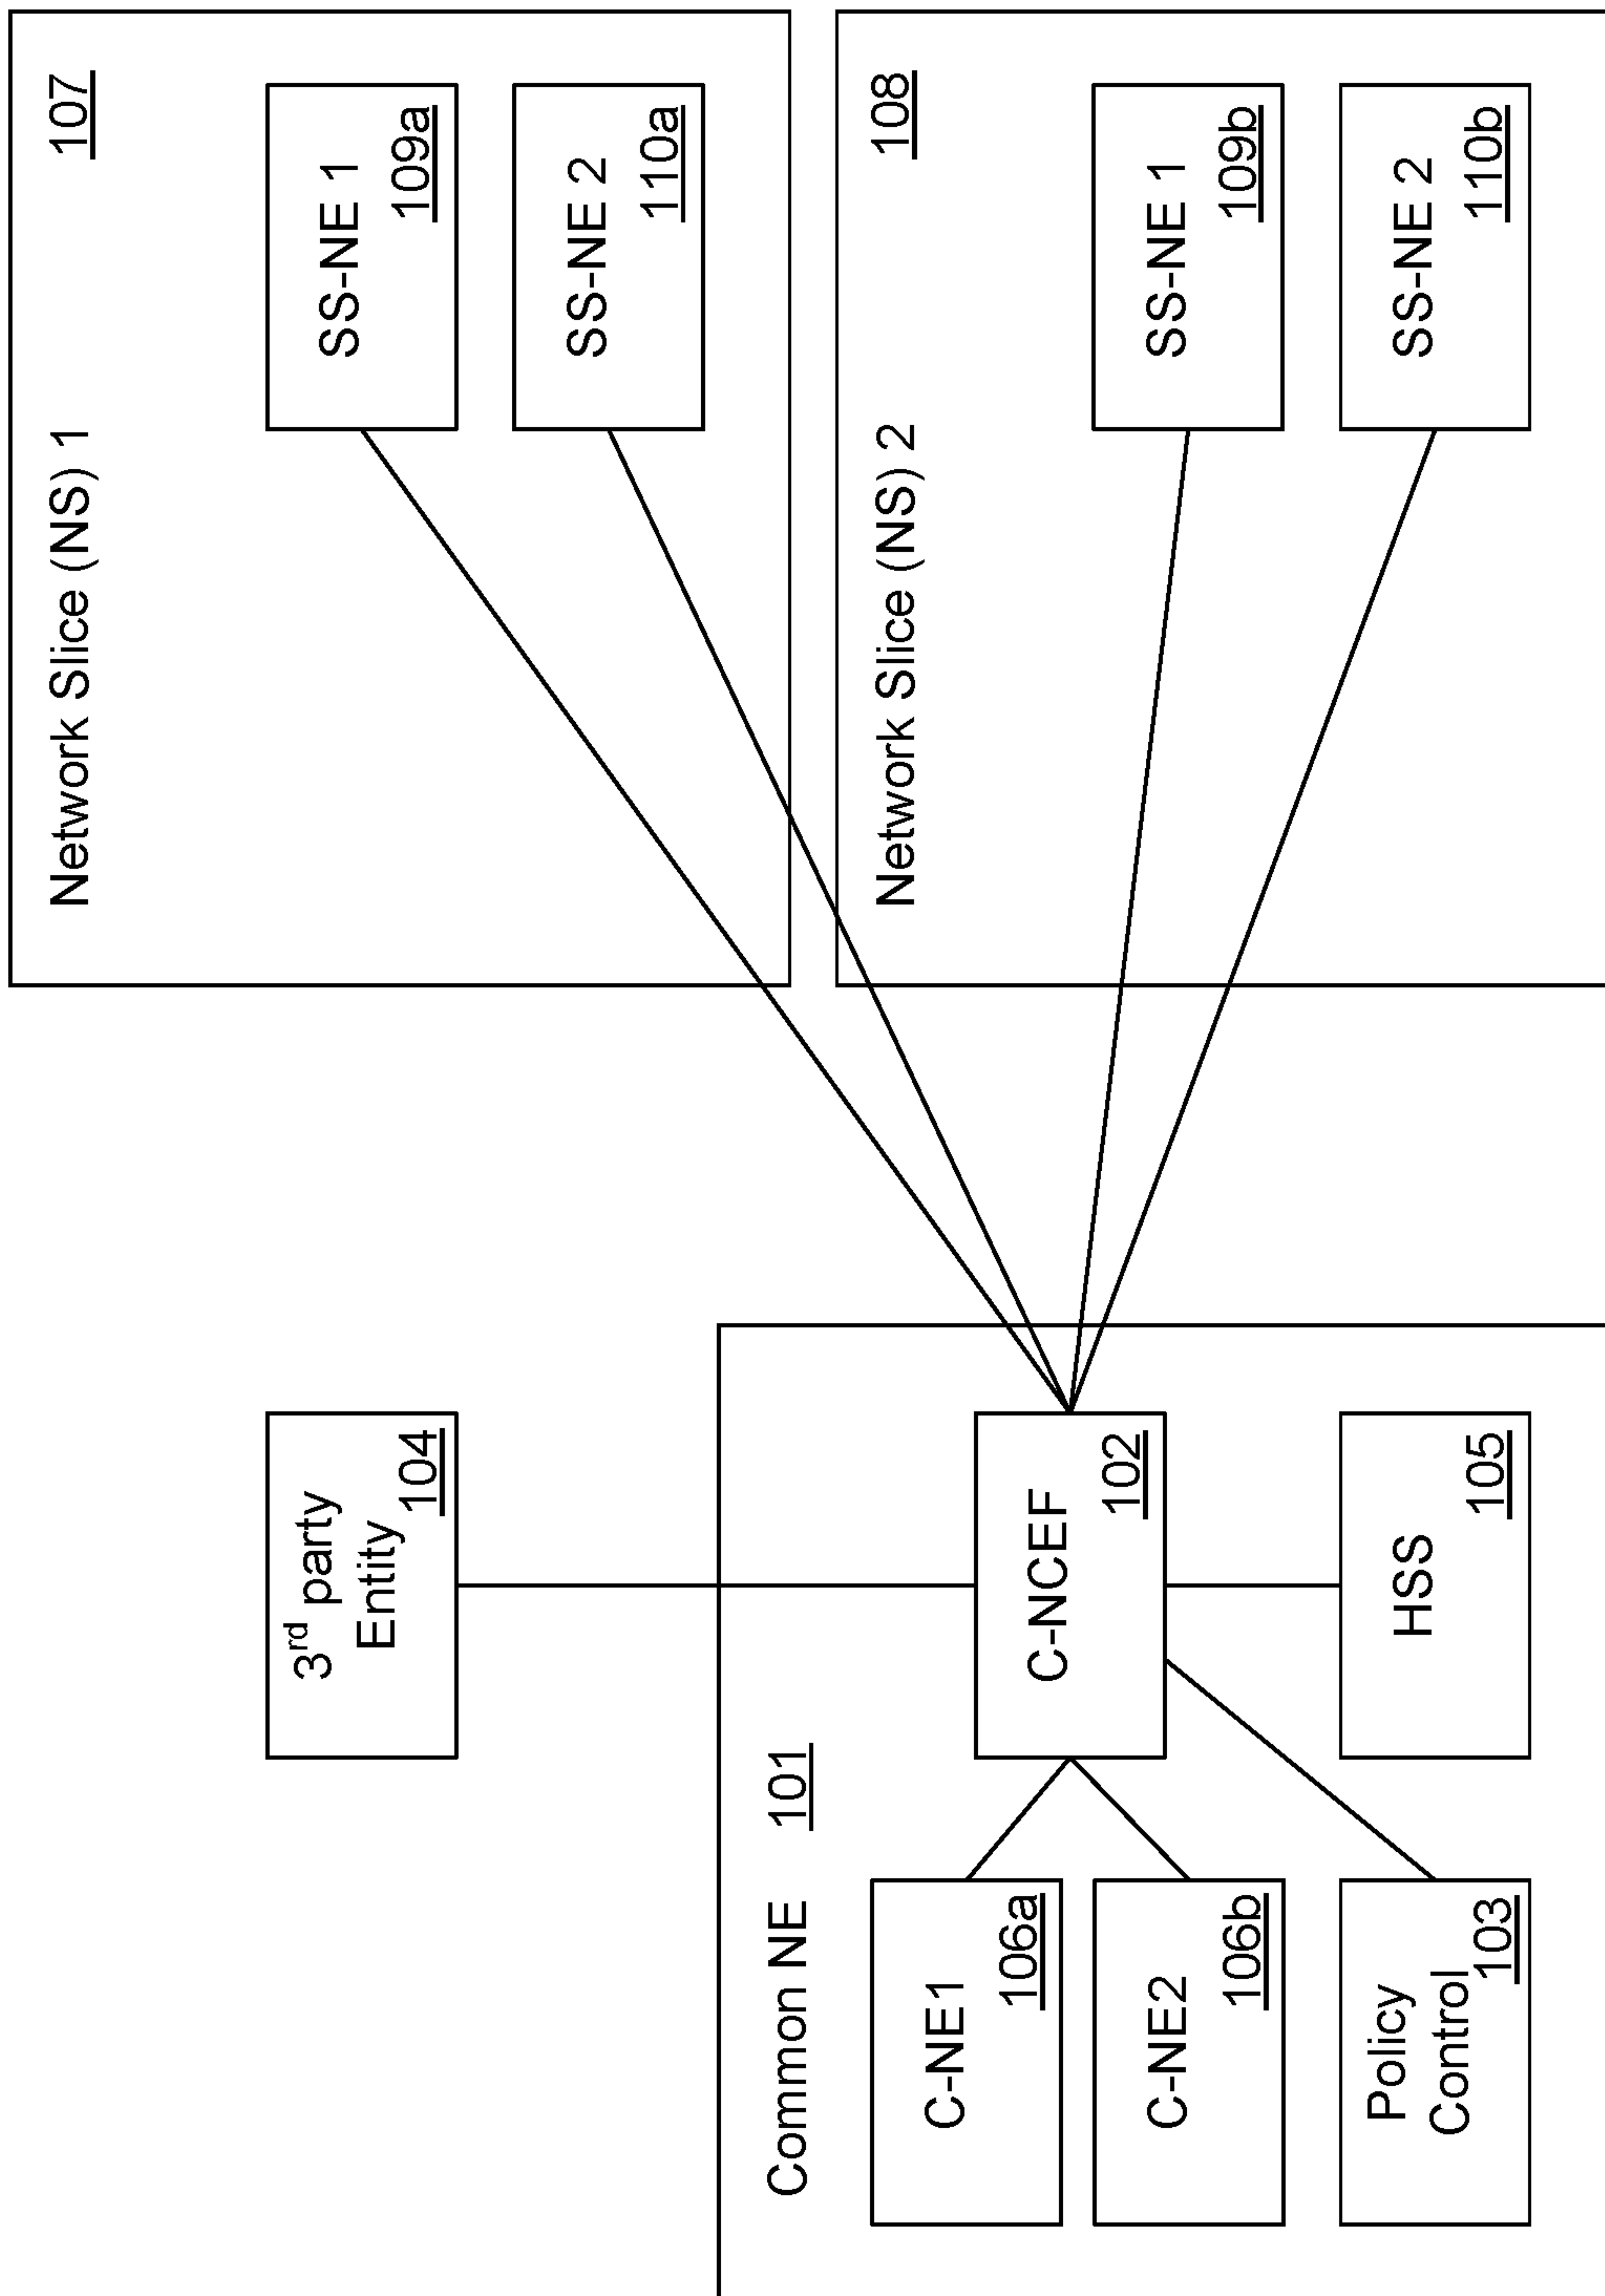 3rd party
Entity
104
Common NE 101
C-NE1
106a
C-NE2
106b
Policy
Control
103
C-NCEF
102
HSS
105
Network Slice (NS) 1
107
SS-NE 1
109a
SS-NE 2
110a
Network Slice (NS) 2
108
SS-NE 1
109b
SS-NE 2
110b